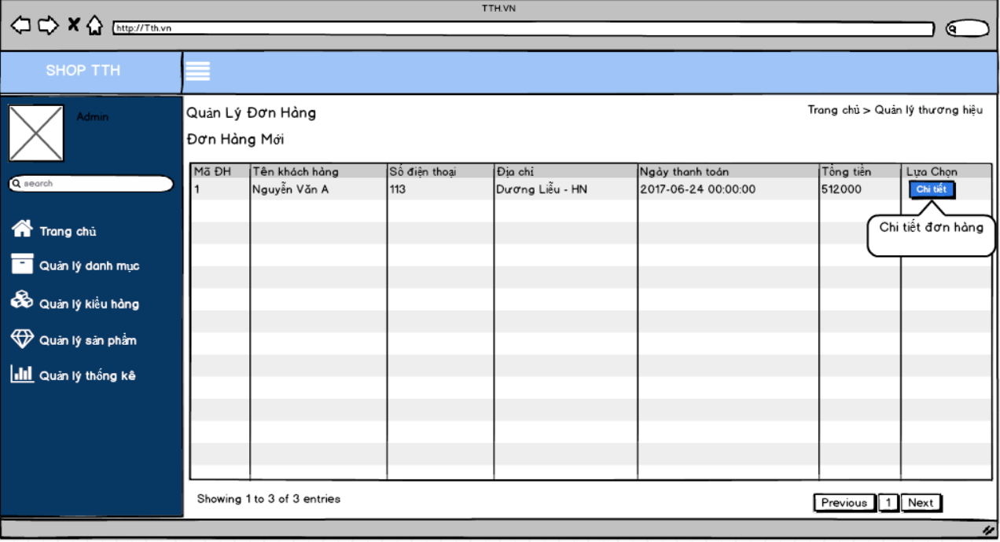 TTH.VN
http://Tth.vn
SHOP TTH
Admin
search
Trang chủ
Quản lý danh mục
Quản lý kiểu hàng
Quản lý sản phẩm
Quản lý thống kê
Quản Lý Đơn Hàng
Trang chủ > Quản lý thương hiệu
Đơn Hàng Mới
Mã ĐH Tên khách hàng Số điện thoại Địa chỉ Ngày thanh toán Tổng tiền Lựa Chọn
1 Nguyễn Văn A 113 Dương Liễu - HN 2017-06-24 00:00:00 512000 Chi tiết
Chi tiết đơn hàng
Showing 1 to 3 of 3 entries
Previous 1 Next